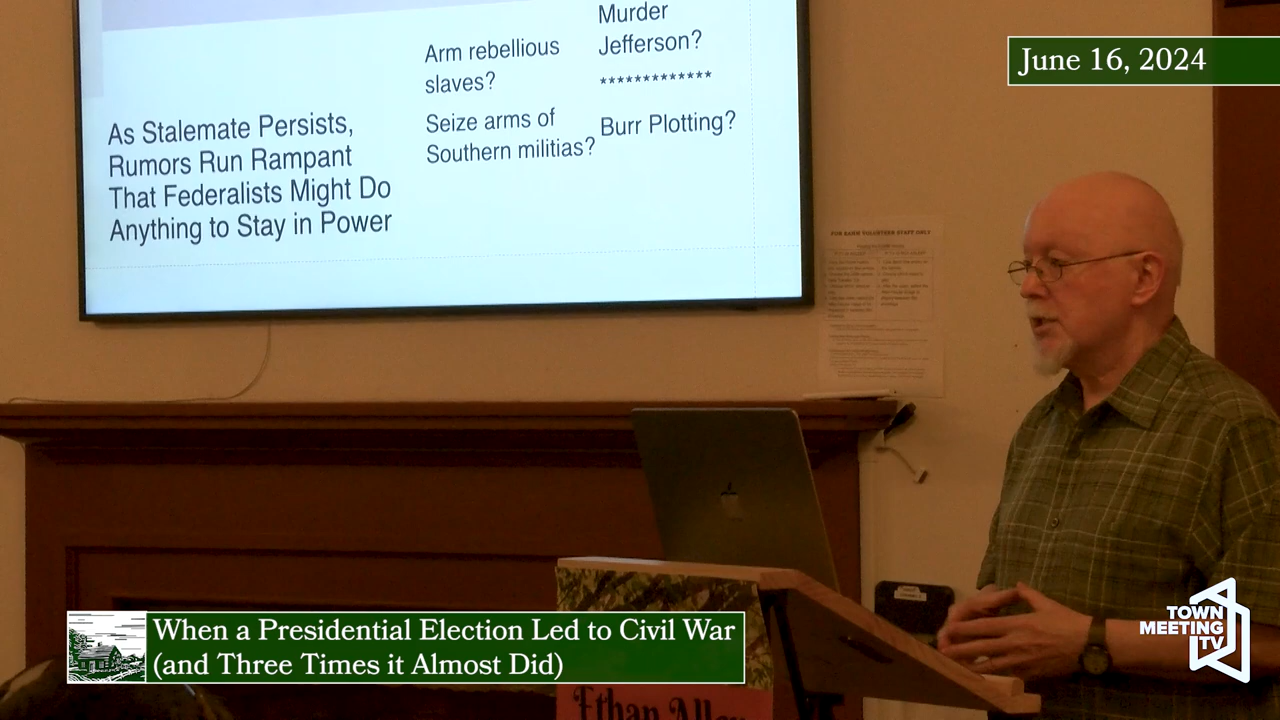 Murder
Jefferson?
*************
Burr Plotting?
Arm rebellious
slaves?
Seize arms of
Southern militias?
As Stalemate Persists,
Rumors Run Rampant
That Federalists Might Do
Anything to Stay in Power
June 16, 2024
When a Presidential Election Led to Civil War
(and Three Times it Almost Did)
Ethan Alle
TOWN
MEETING
TV